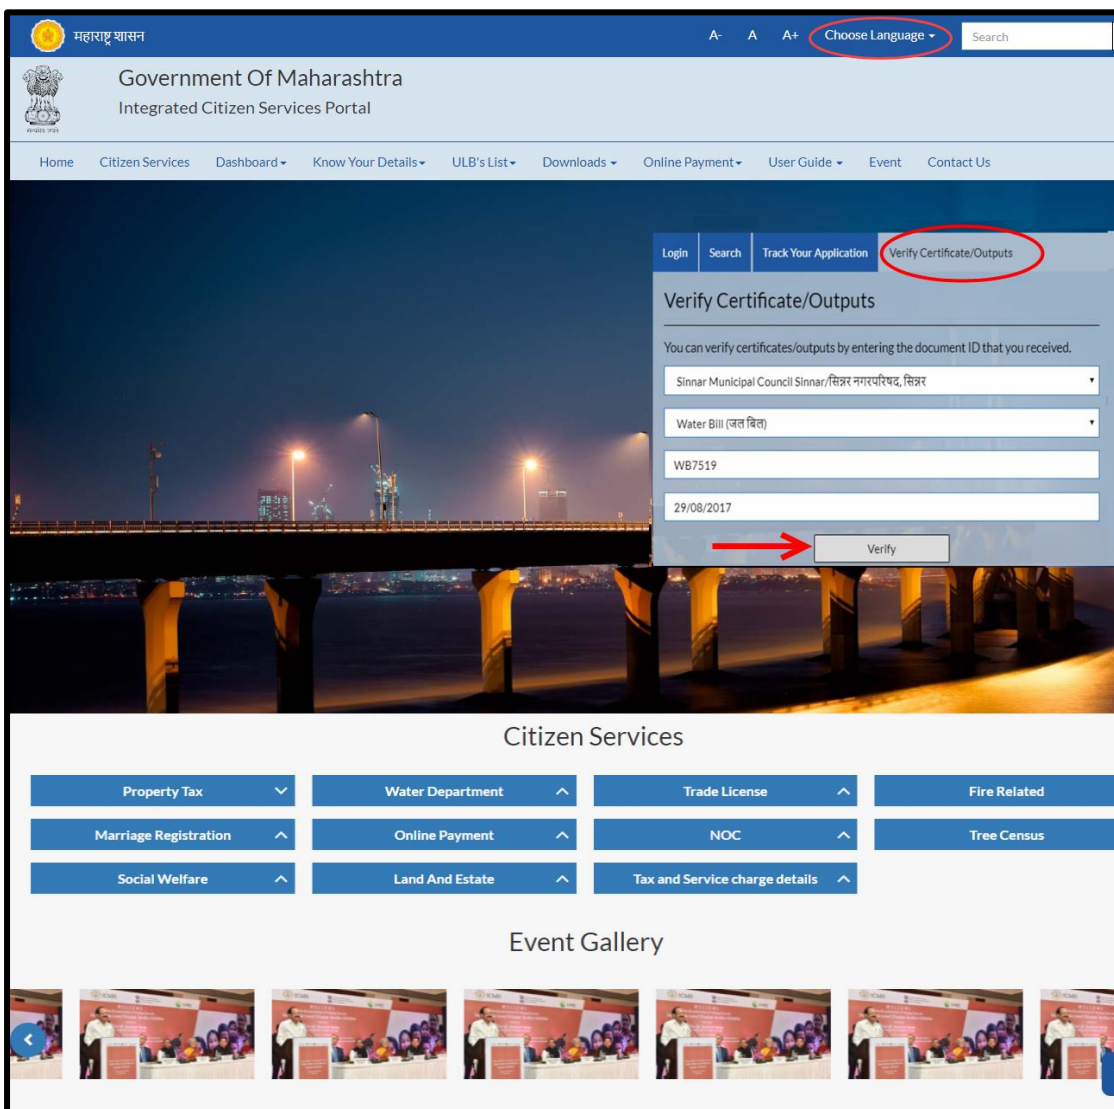 महाराष्ट्र शासन
A- A A+ Choose Language Search
Government Of Maharashtra
Integrated Citizen Services Portal
सत्यमेव जयते
Home Citizen Services Dashboard Know Your Details ULB's List Downloads Online Payment User Guide Event Contact Us
Login Search Track Your Application Verify Certificate/Outputs
Verify Certificate/Outputs
You can verify certificates/outputs by entering the document ID that you received.
Sinnar Municipal Council Sinnar/सिन्नर नगरपरिषद, सिन्नर
Water Bill (जल बिल)
WB7519
29/08/2017
Verify
Citizen Services
Property Tax Water Department Trade License Fire Related
Marriage Registration Online Payment NOC Tree Census
Social Welfare Land And Estate Tax and Service charge details
Event Gallery